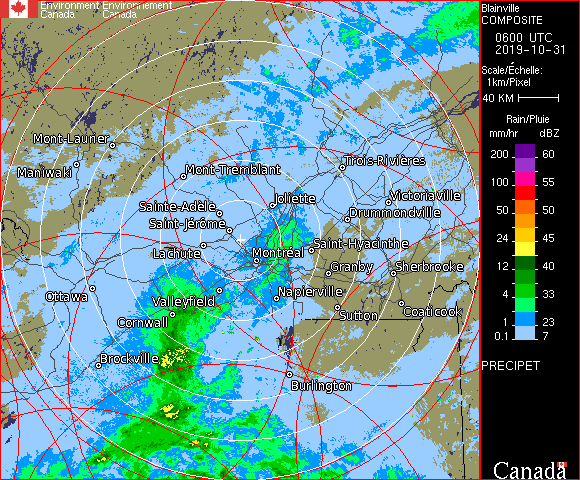 Environment Environnement
Canada Canada
Blainville
COMPOSITE
0600 UTC
2019-10-31
Scale/Échelle:
1km/Pixel
40 KM
Rain/Pluie
mm/hr dBZ
200 60
100 55
50 50
24 45
12 40
4 33
1 23
0.1 7
PRECIPET
Canada
Mont-Laurier
Maniwaki
Mont-Tremblant
Trois-Rivières
Sainte-Adèle
Joliette
Victoriaville
Drummondville
Saint-Jérôme
Lachute
Montréal
Saint-Hyacinthe
Granby
Sherbrooke
Ottawa
Valleyfield
Napierville
Cornwall
Sutton
Coaticook
Brockville
Burlington